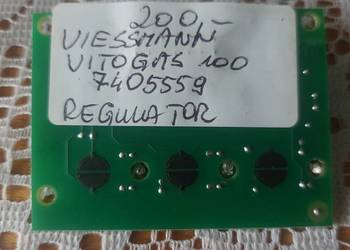 200,-
VIESSMANN
VITOGAS 100
7405559
REGULATOR